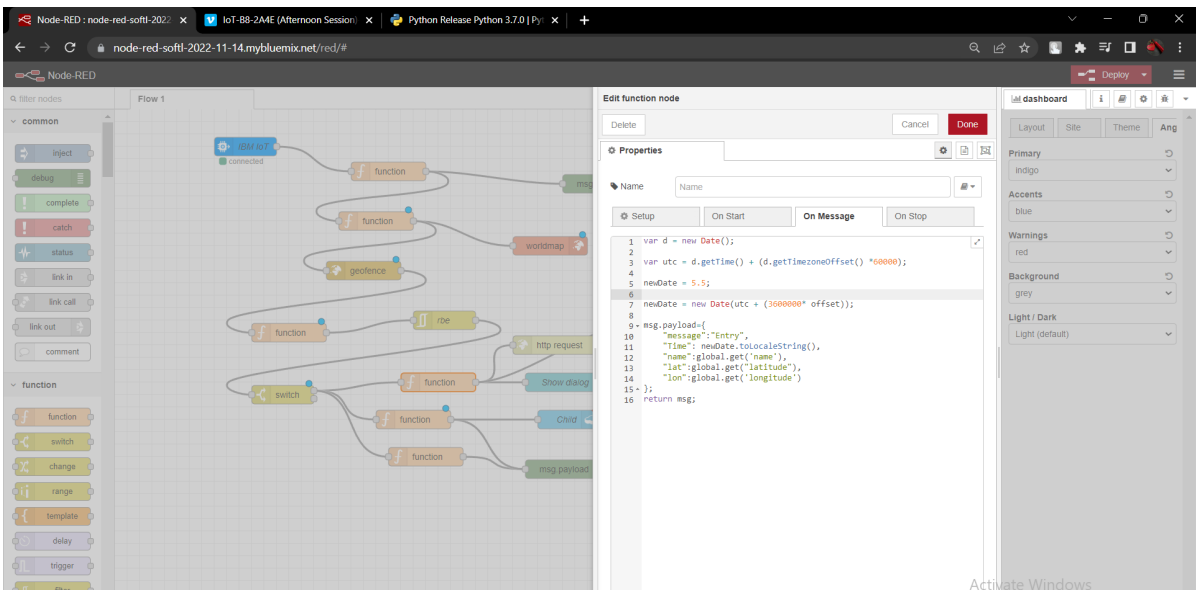 Node-RED : node-red-softl-2022
IoT-B8-2A4E (Afternoon Session)
Python Release Python 3.7.0 | Pyt
node-red-softl-2022-11-14.mybluemix.net/red/#
Node-RED
Deploy
filter nodes
common
inject
debug
complete
catch
status
link in
link call
link out
comment
function
function
switch
change
range
template
delay
trigger
Flow 1
IBM IoT
connected
function
msg
function
worldmap
geofence
function
rbe
http request
switch
function
Show dialog
function
Child
function
msg.payload
Edit function node
Delete
Cancel
Done
Properties
Name
Name
Setup
On Start
On Message
On Stop
1 var d = new Date();
2
3 var utc = d.getTime() + (d.getTimezoneOffset() *60000);
4
5 newDate = 5.5;
6
7 newDate = new Date(utc + (3600000* offset));
8
9 msg.payload={
10 "message":"Entry",
11 "Time": newDate.toLocaleString(),
12 "name":global.get('name'),
13 "lat":global.get("latitude"),
14 "lon":global.get('longitude')
15 };
16 return msg;
dashboard
i
Layout
Site
Theme
Ang
Primary
indigo
Accents
blue
Warnings
red
Background
grey
Light / Dark
Light (default)
Activate Windows